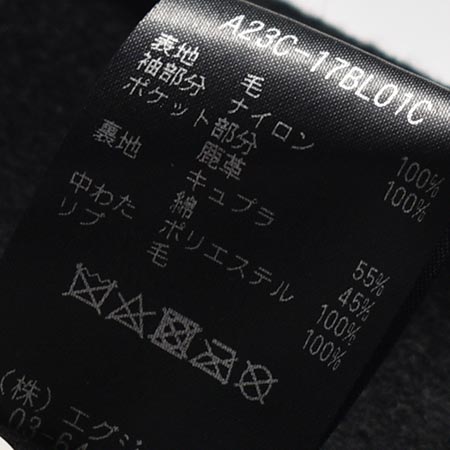 A23C-17BL01C
表地 毛 100%
袖部分 ナイロン 100%
ポケット部分
鹿革
裏地 キュプラ 55%
綿 45%
中わた ポリエステル 100%
リブ 毛 100%
(株) エグジ
03-64